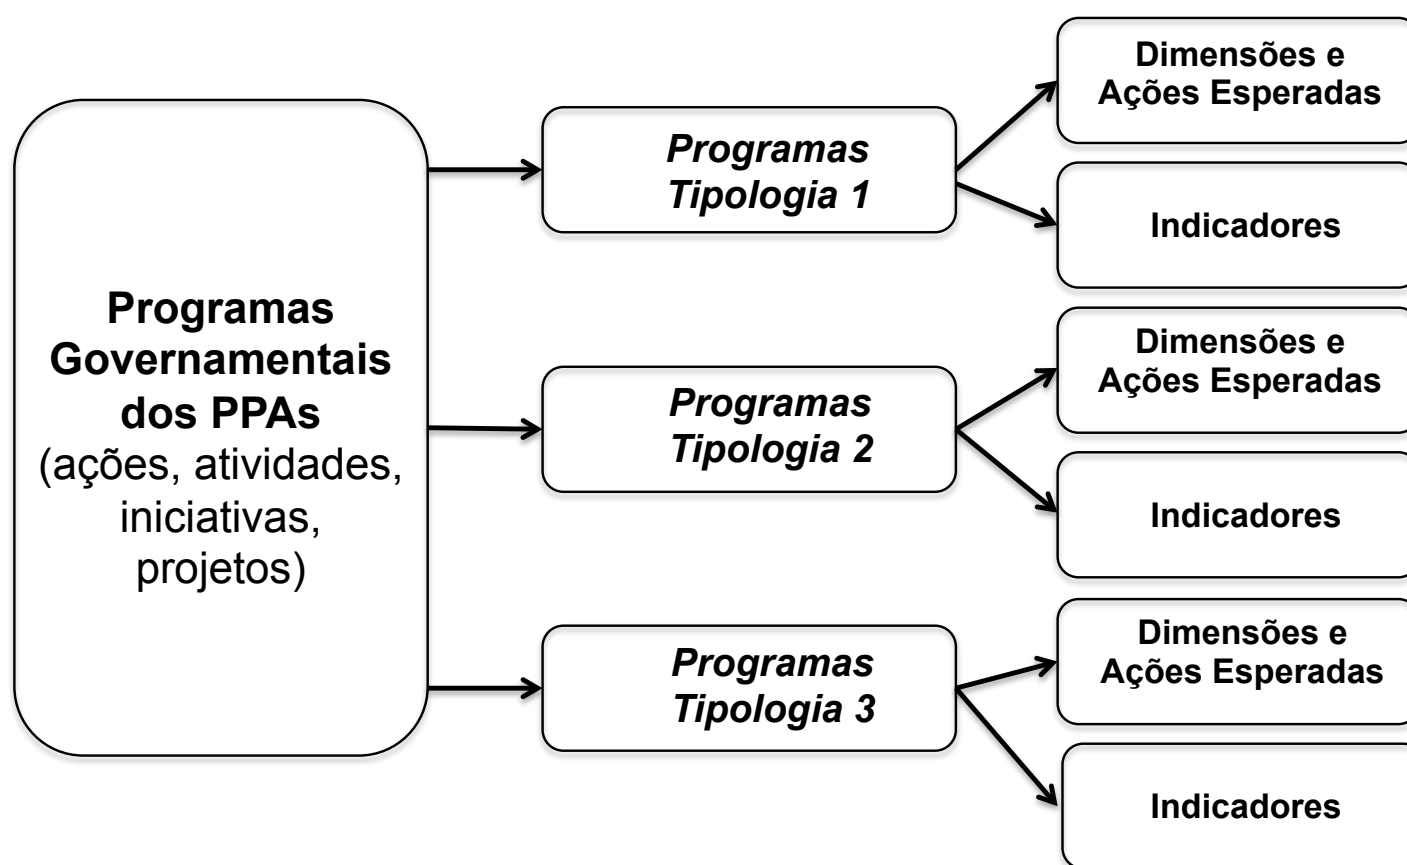 Programas
Governamentais
dos PPAs
(ações, atividades,
iniciativas,
projetos)
Programas
Tipologia 1
Dimensões e
Ações Esperadas
Indicadores
Programas
Tipologia 2
Dimensões e
Ações Esperadas
Indicadores
Programas
Tipologia 3
Dimensões e
Ações Esperadas
Indicadores